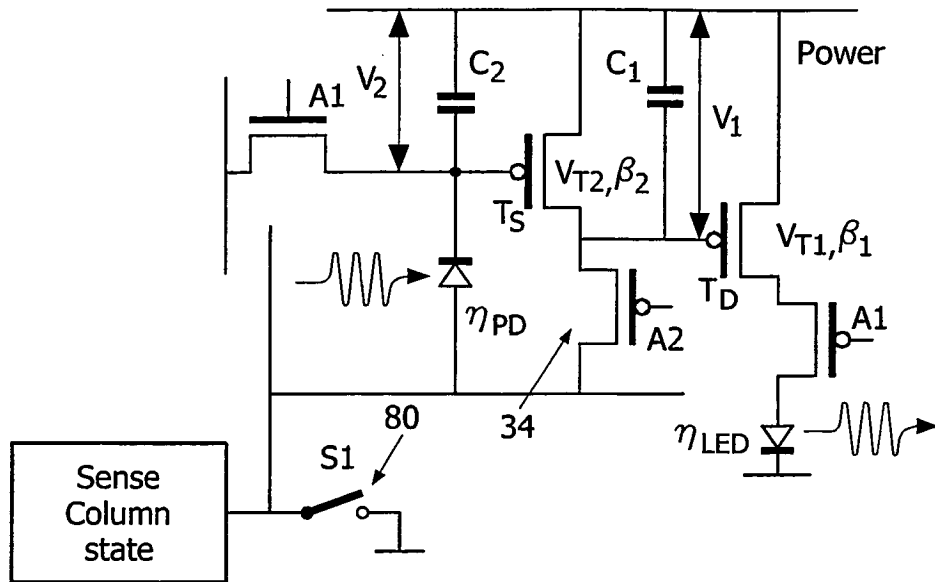 Power
V2
C2
C1
V1
A1
VT2,β2
TS
VT1,β1
TD
ηPD
A2
A1
80
34
ηLED
S1
Sense
Column
state